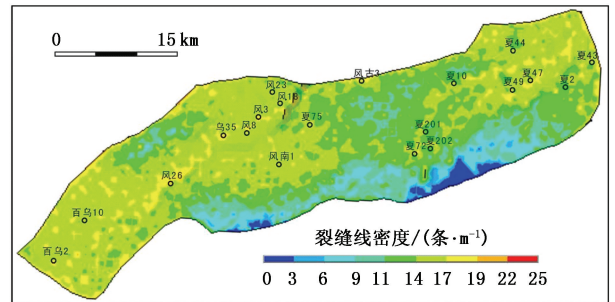 0 15 km
夏44
夏43
风古3
风23
夏10
夏49
夏47
夏2
风18
风3
夏75
乌35
风8
夏201
夏72
夏202
风南1
风26
百乌10
百乌2
裂缝线密度/(条·m⁻¹)
0 3 6 9 11 14 17 19 22 25